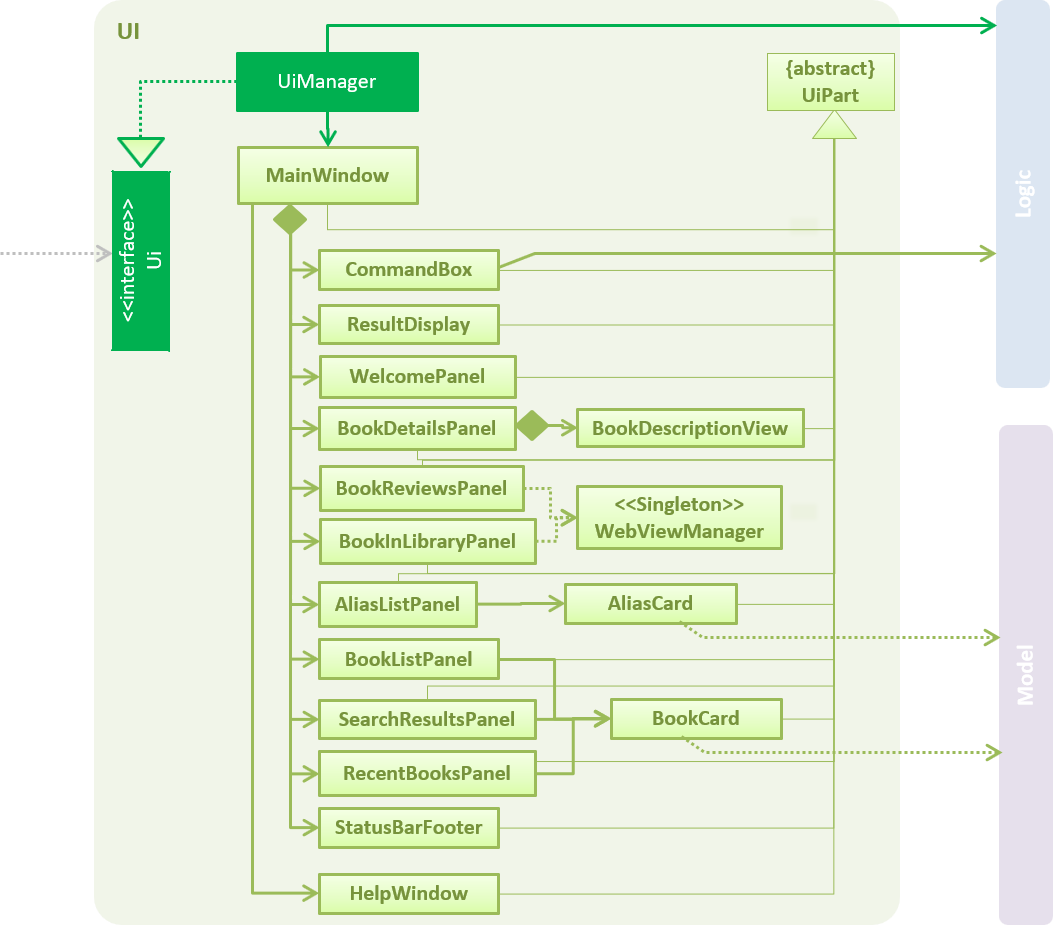 UI
UiManager
{abstract}
UiPart
MainWindow
Logic
<<interface>>
Ui
CommandBox
ResultDisplay
WelcomePanel
BookDetailsPanel
BookDescriptionView
BookReviewsPanel
<<Singleton>>
WebViewManager
BookInLibraryPanel
AliasListPanel
AliasCard
BookListPanel
Model
SearchResultsPanel
BookCard
RecentBooksPanel
StatusBarFooter
HelpWindow